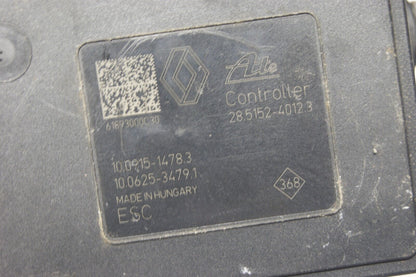 Ate
Controller
61893000C30
28.5152-4012.3
10.0915-1478.3
10.0625-3479.1
MADE IN HUNGARY
368
ESC